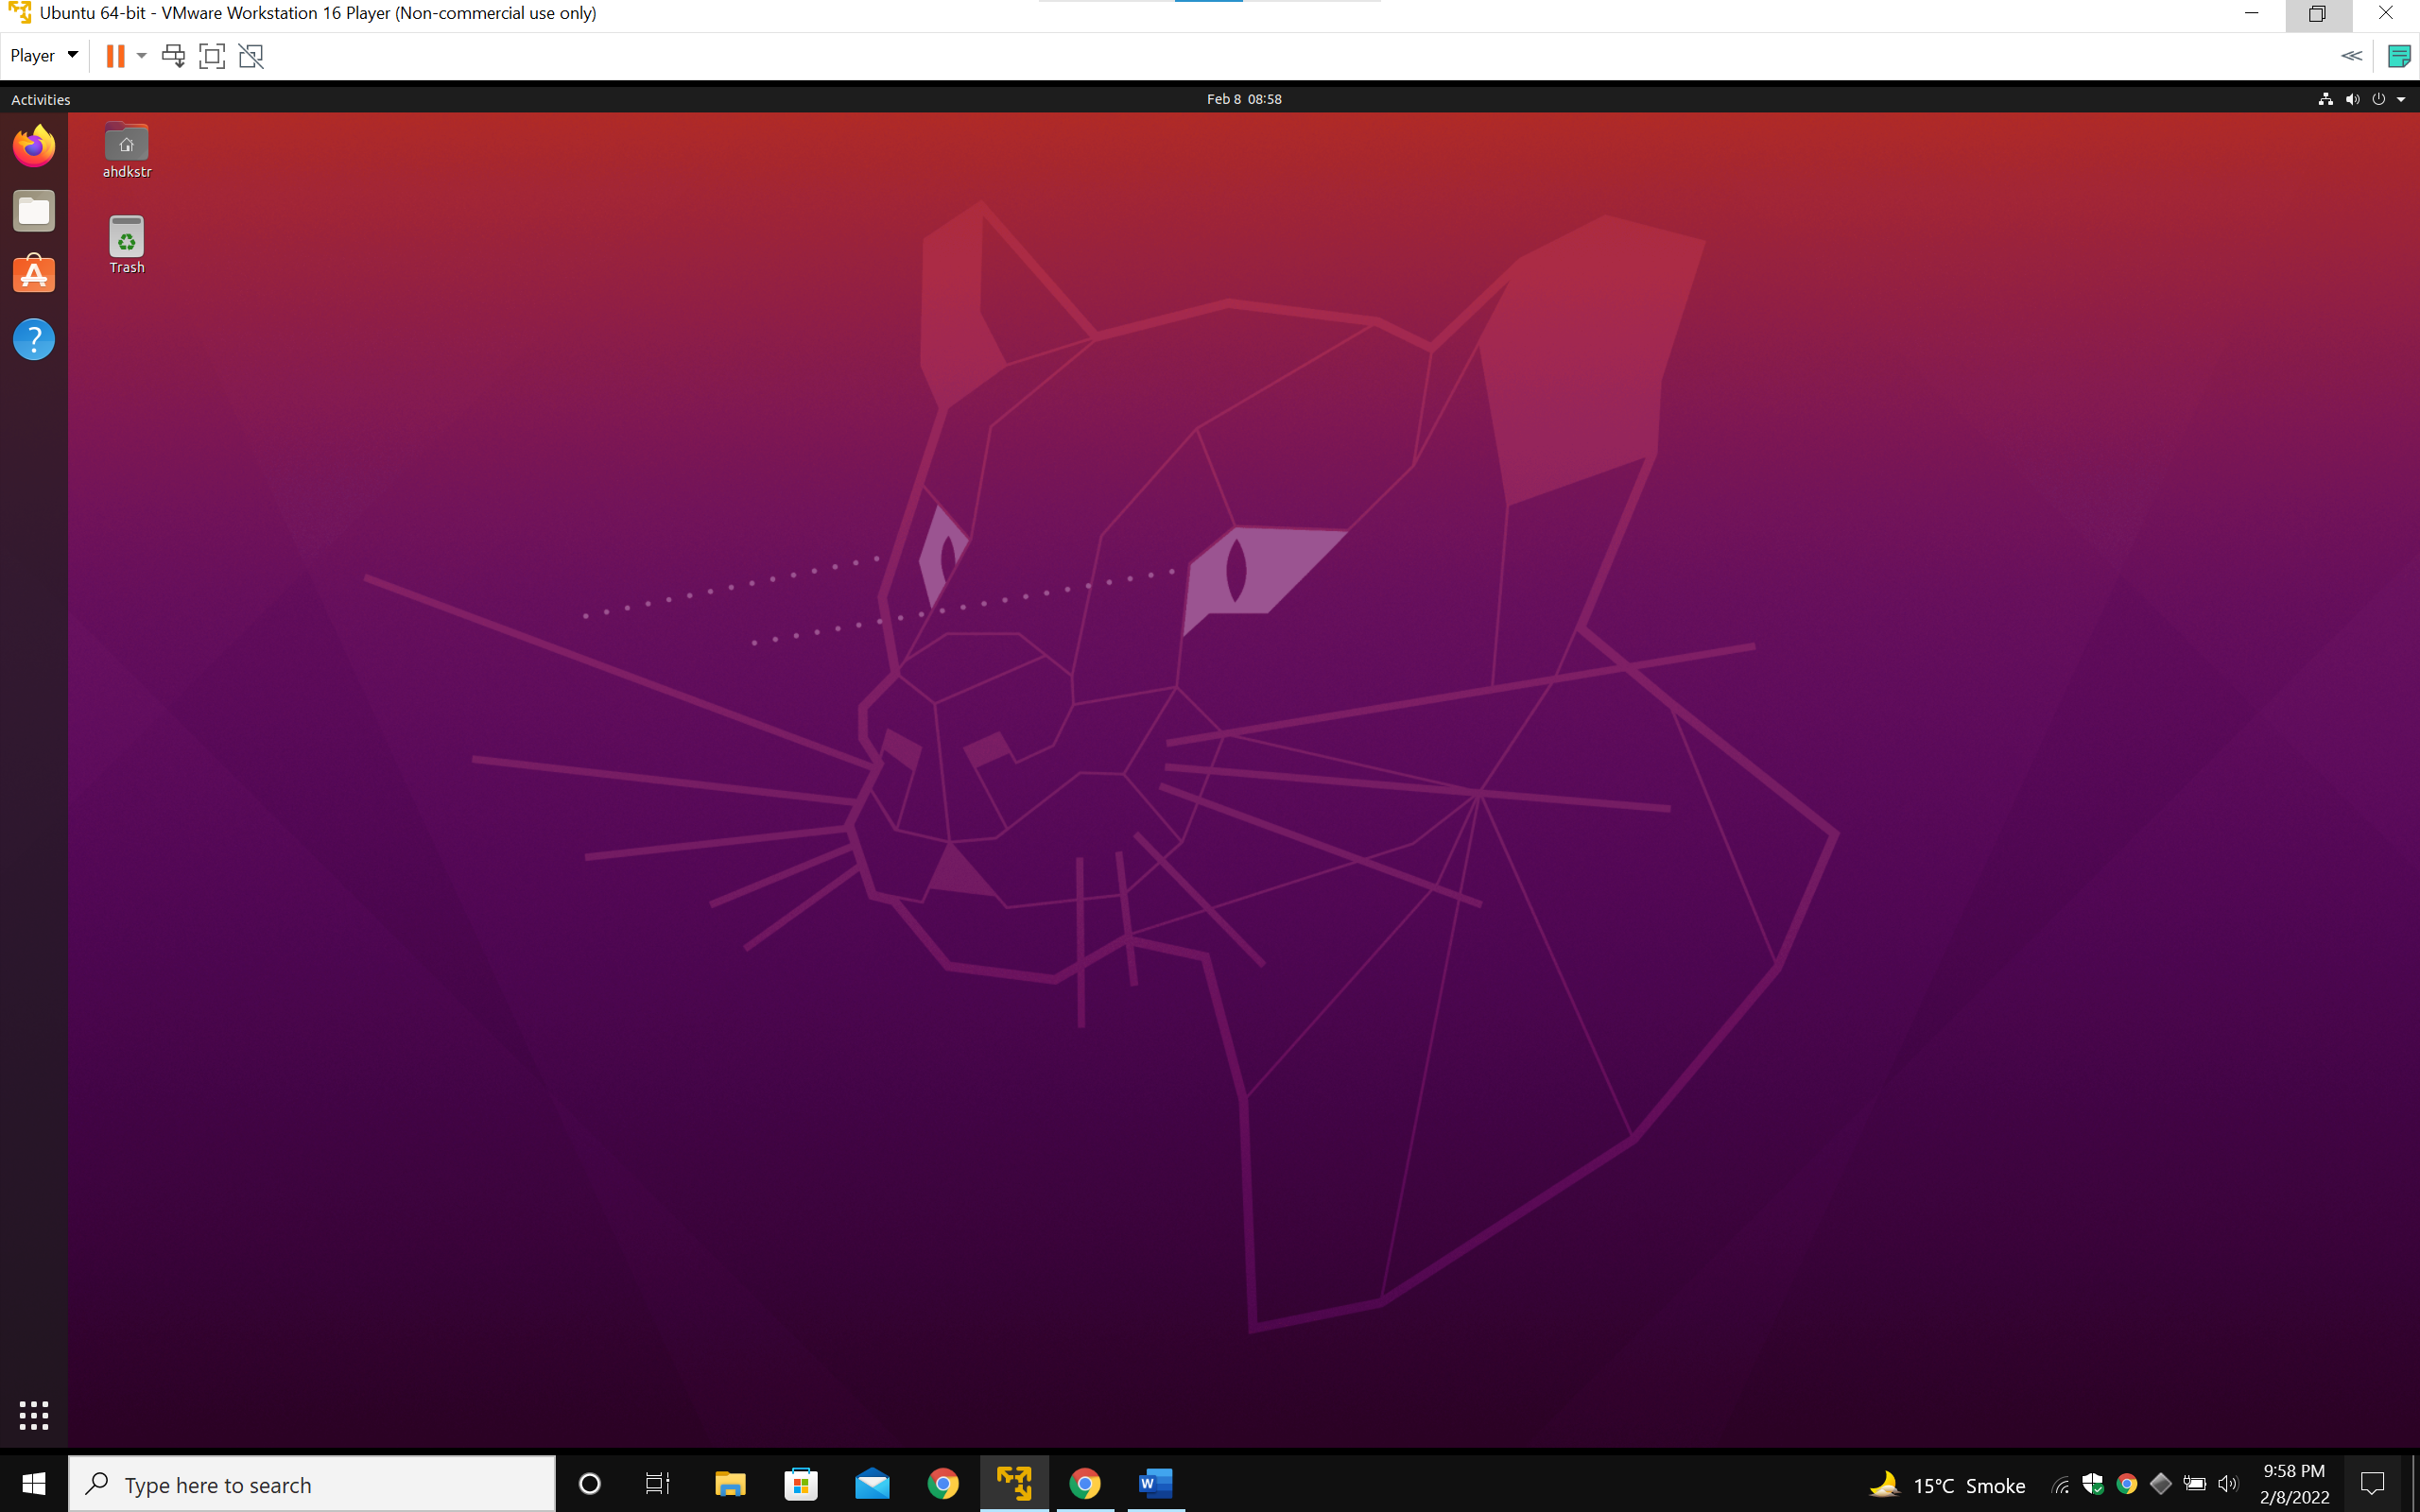 Ubuntu 64-bit - VMware Workstation 16 Player (Non-commercial use only)
Player
Activities
Feb 8 08:58
ahdkstr
Trash
Type here to search
15°C Smoke
9:58 PM
2/8/2022